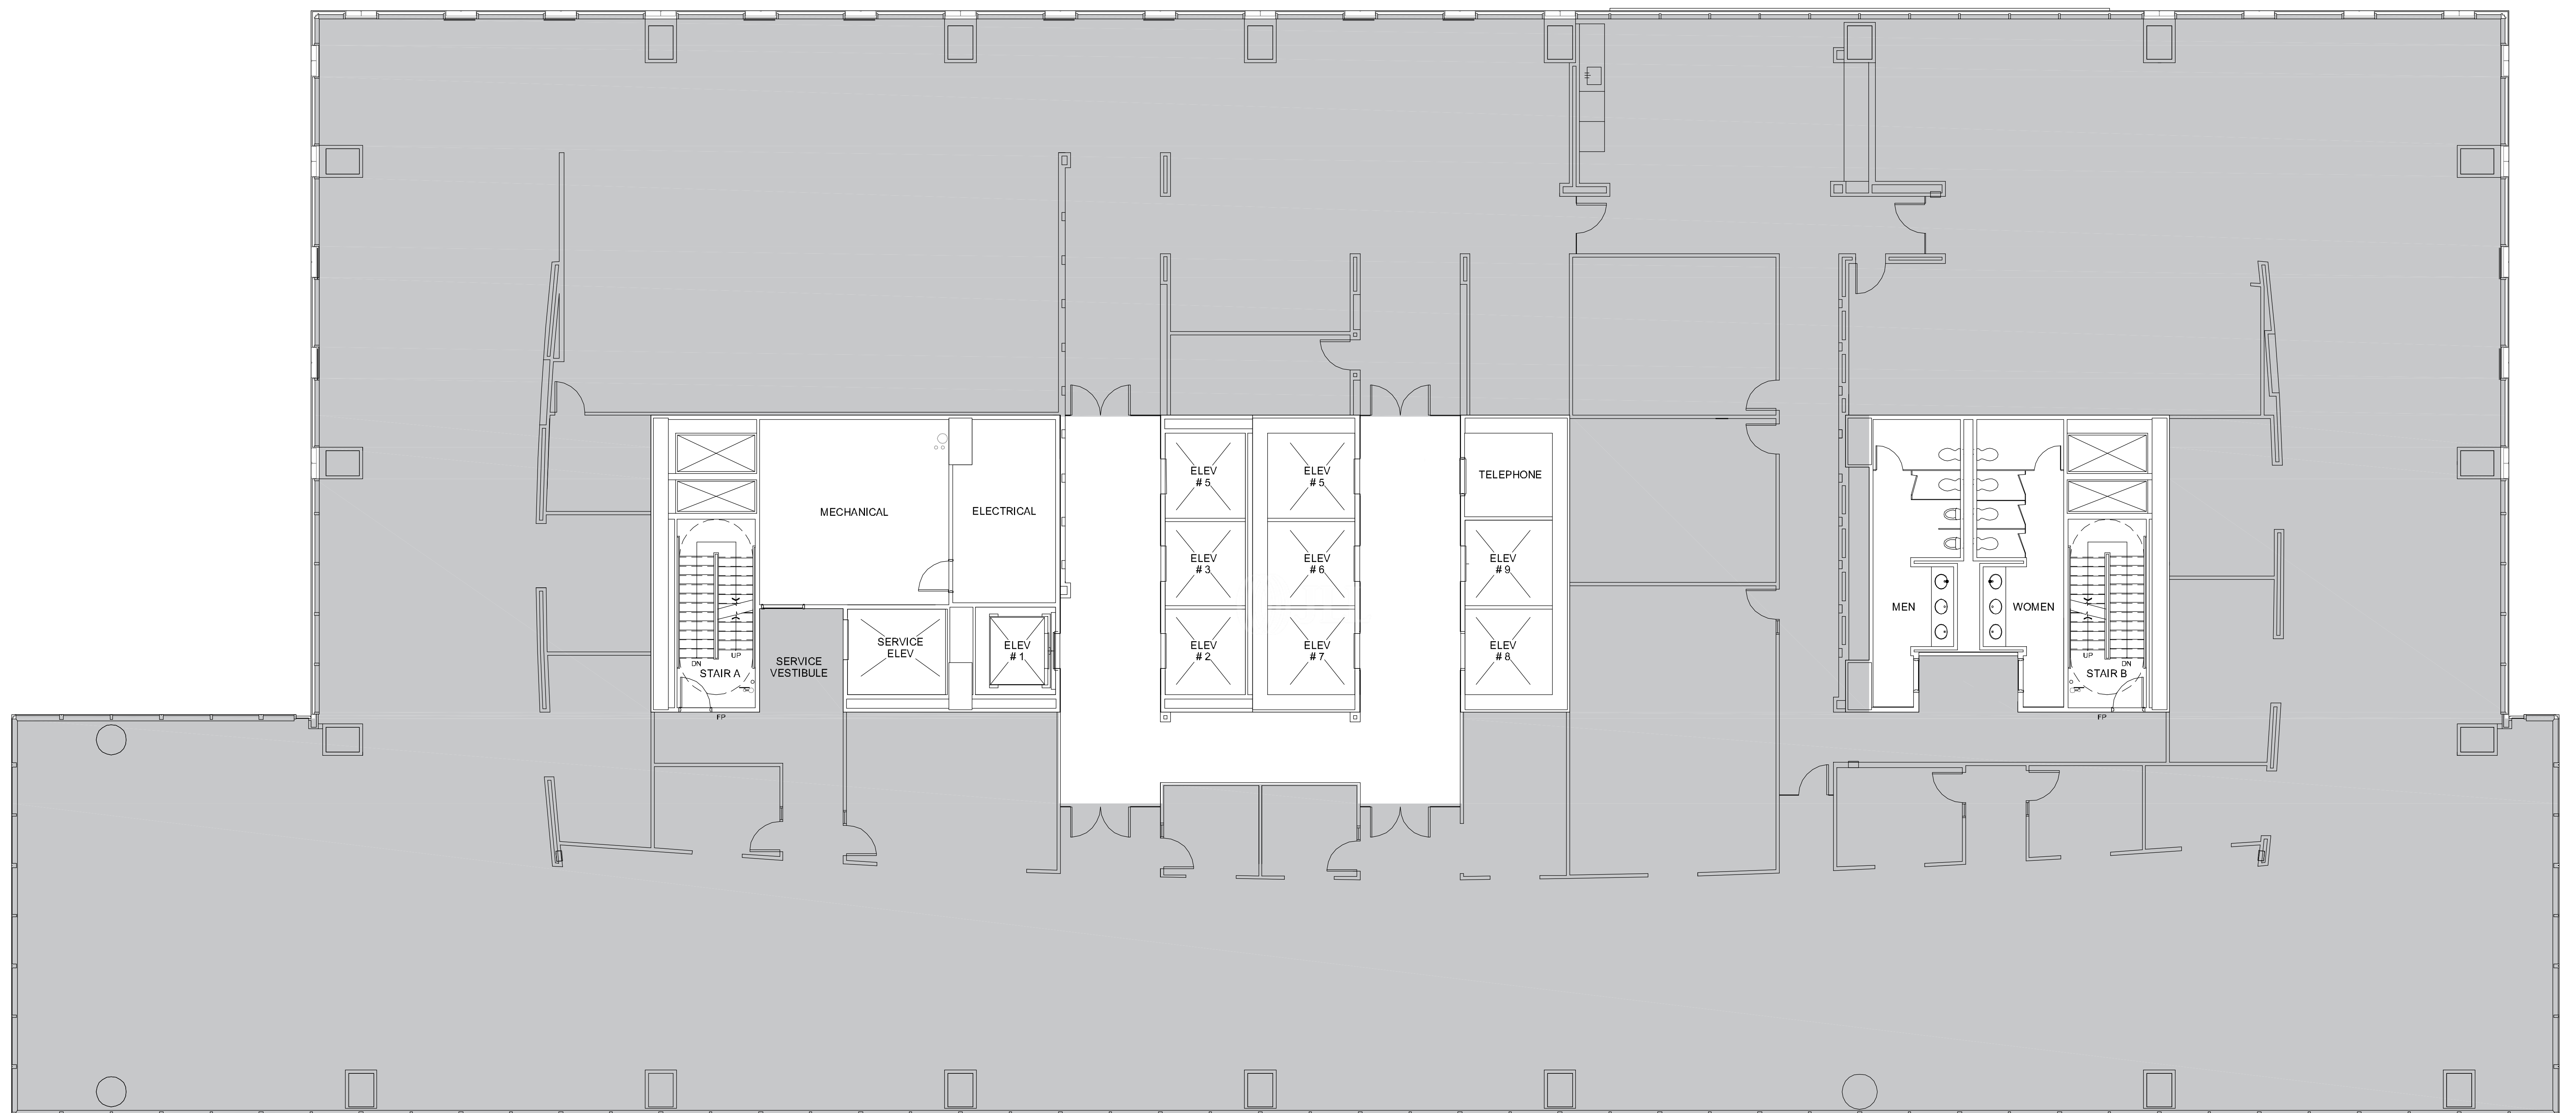 ELEV
# 5
ELEV
# 5
TELEPHONE
MECHANICAL
ELECTRICAL
ELEV
# 3
ELEV
# 6
ELEV
# 9
MEN
WOMEN
SERVICE
ELEV
ELEV
# 1
ELEV
# 2
ELEV
# 7
ELEV
# 8
DN
UP
STAIR A
SERVICE
VESTIBULE
UP
DN
STAIR B
FP
FP